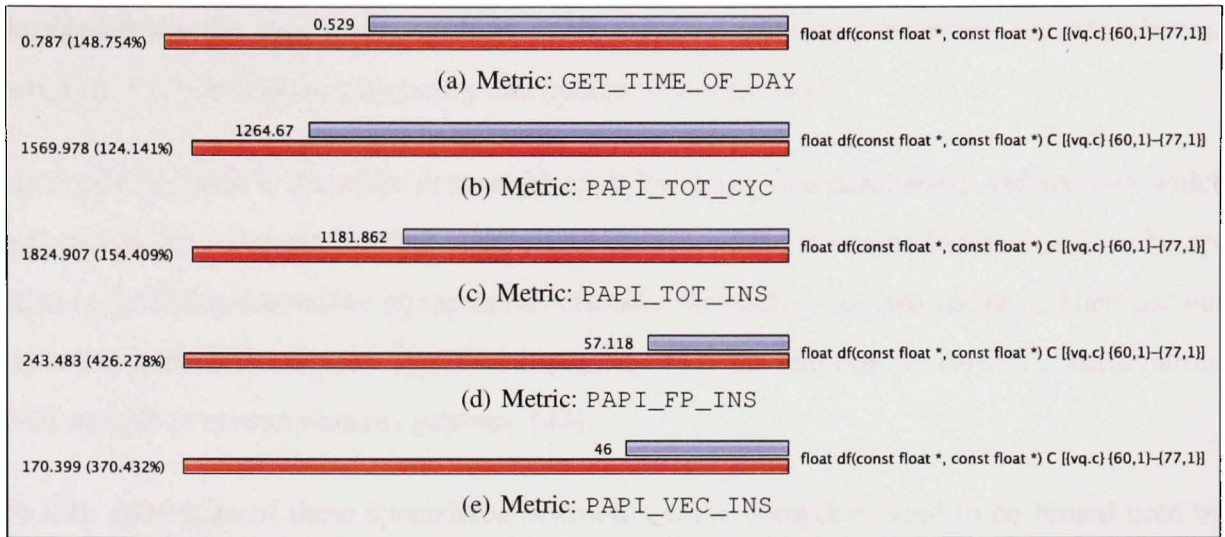 0.529
0.787 (148.754%)
float df(const float *, const float *) C [{vq.c} {60,1}-{77,1}]
(a) Metric: GET_TIME_OF_DAY
1264.67
1569.978 (124.141%)
float df(const float *, const float *) C [{vq.c} {60,1}-{77,1}]
(b) Metric: PAPI_TOT_CYC
1181.862
1824.907 (154.409%)
float df(const float *, const float *) C [{vq.c} {60,1}-{77,1}]
(c) Metric: PAPI_TOT_INS
57.118
243.483 (426.278%)
float df(const float *, const float *) C [{vq.c} {60,1}-{77,1}]
(d) Metric: PAPI_FP_INS
46
170.399 (370.432%)
float df(const float *, const float *) C [{vq.c} {60,1}-{77,1}]
(e) Metric: PAPI_VEC_INS